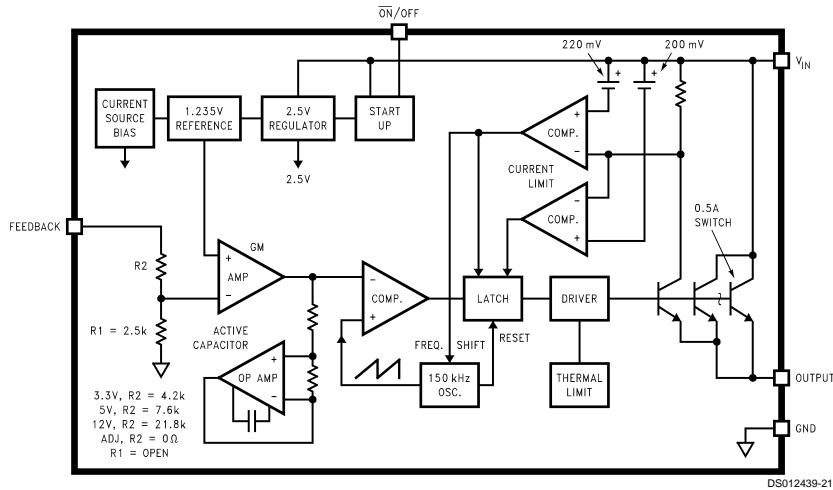 ON/OFF
220 mV
200 mV
VIN
CURRENT
SOURCE
BIAS
1.235V
REFERENCE
2.5V
REGULATOR
START
UP
+
+
+
COMP.
−
2.5V
CURRENT
LIMIT
−
COMP.
+
0.5A
SWITCH
FEEDBACK
GM
R2
+
AMP
−
−
COMP.
+
LATCH
DRIVER
R1 = 2.5k
ACTIVE
CAPACITOR
FREQ. SHIFT
RESET
+
OP AMP
−
150 kHz
OSC.
THERMAL
LIMIT
OUTPUT
3.3V, R2 = 4.2k
5V, R2 = 7.6k
12V, R2 = 21.8k
ADJ, R2 = 0Ω
R1 = OPEN
GND
DS012439-21